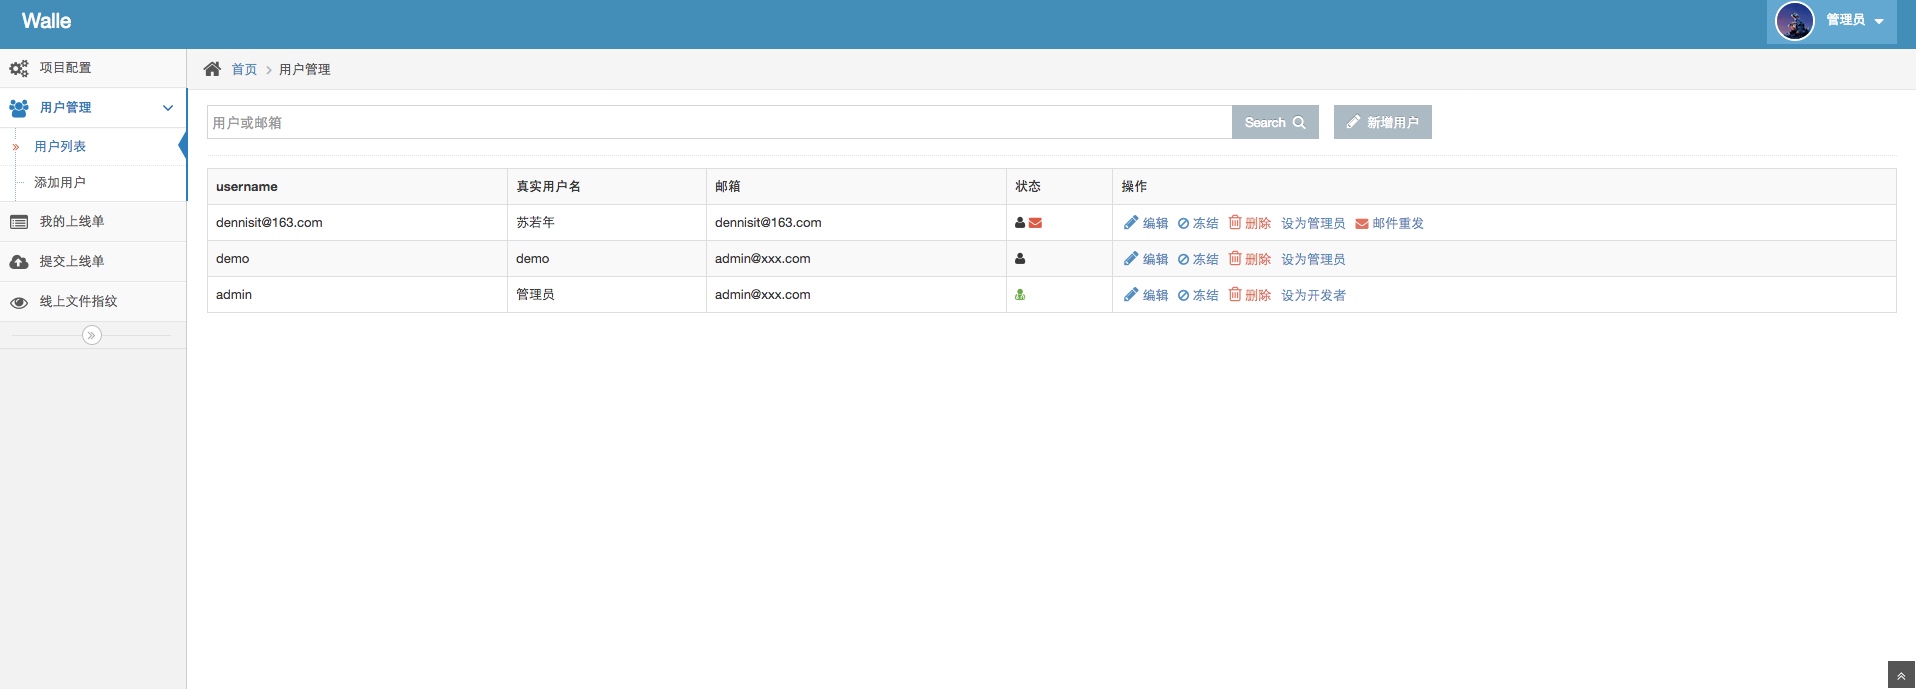 Walle
管理员
项目配置
用户管理
用户列表
添加用户
我的上线单
提交上线单
线上文件指纹
首页 用户管理
用户或邮箱 Search 新增用户
username 真实用户名 邮箱 状态 操作
dennisit@163.com 苏若年 dennisit@163.com 编辑 冻结 删除 设为管理员 邮件重发
demo demo admin@xxx.com 编辑 冻结 删除 设为管理员
admin 管理员 admin@xxx.com 编辑 冻结 删除 设为开发者